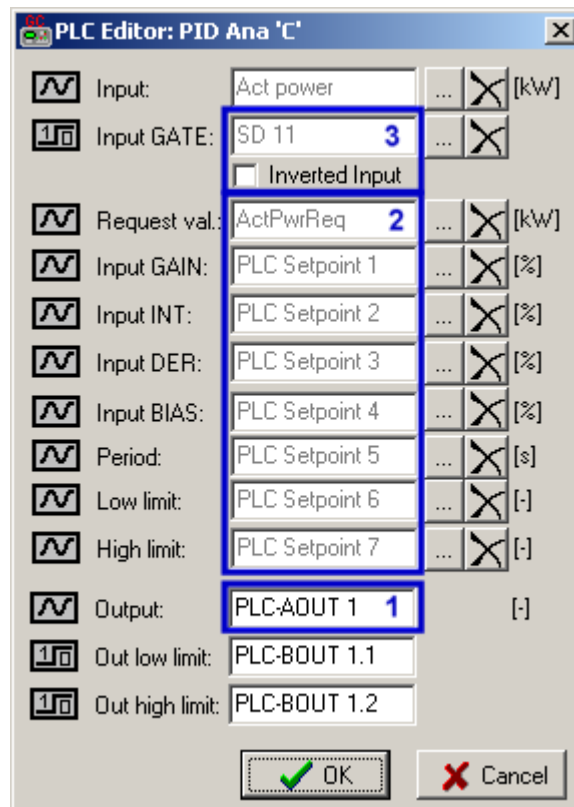 GC
PLC Editor: PID Ana 'C'
Input: Act power ... [kW]
Input GATE: SD 11 3 ...
Inverted Input
Request val.: ActPwrReq 2 ... [kW]
Input GAIN: PLC Setpoint 1 ... [%]
Input INT: PLC Setpoint 2 ... [%]
Input DER: PLC Setpoint 3 ... [%]
Input BIAS: PLC Setpoint 4 ... [%]
Period: PLC Setpoint 5 ... [s]
Low limit: PLC Setpoint 6 ... [-]
High limit: PLC Setpoint 7 ... [-]
Output: PLC-AOUT 1 1 [-]
Out low limit: PLC-BOUT 1.1
Out high limit: PLC-BOUT 1.2
OK Cancel